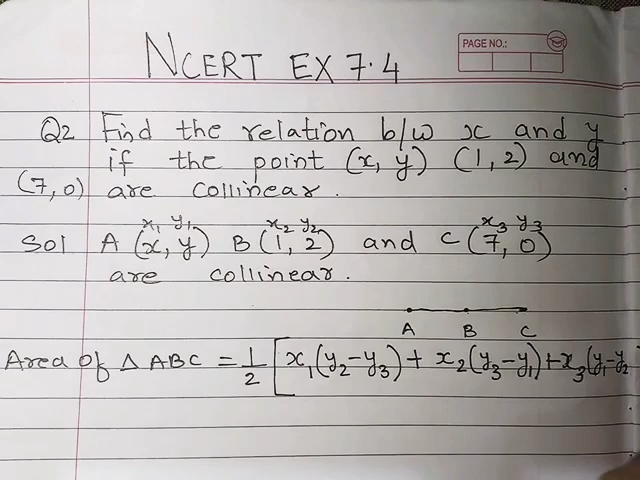 NCERT EX 7.4
PAGE NO.:
Q2 Find the relation b/w x and y
if the point (x, y) (1, 2) and
(7, 0) are collinear.
x₁ y₁ x₂ y₂ x₃ y₃
Sol A (x, y) B (1, 2) and C (7, 0)
are collinear.
A B C
Area of Δ ABC = 1/2 [x₁(y₂-y₃) + x₂(y₃-y₁) + x₃(y₁-y₂